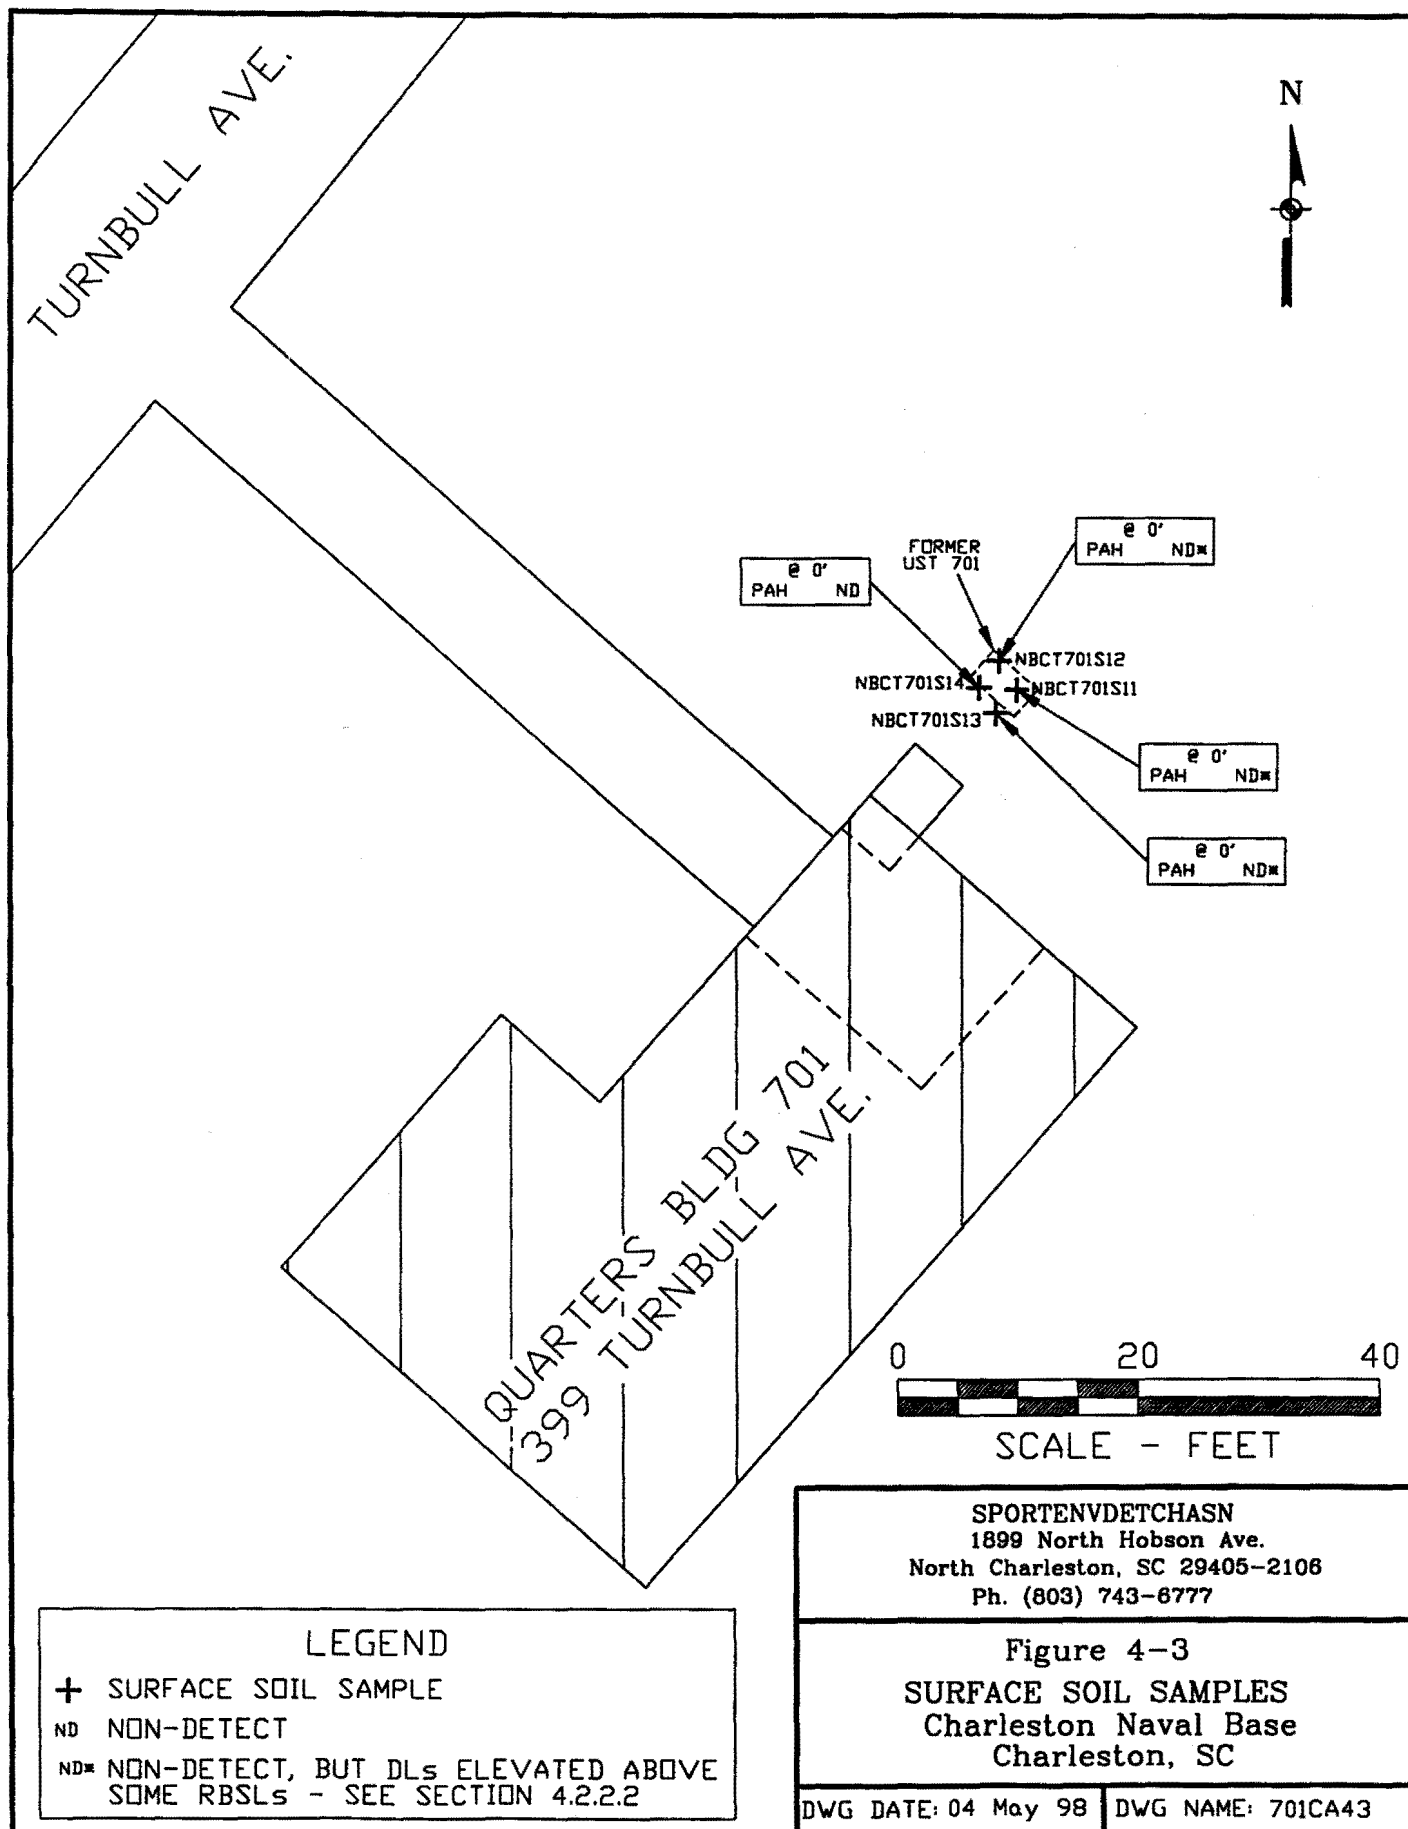 TURNBULL AVE.
N
FORMER
UST 701
@ 0'
PAH ND*
@ 0'
PAH ND
NBCT701S12
NBCT701S14
NBCT701S11
NBCT701S13
@ 0'
PAH ND*
@ 0'
PAH ND*
QUARTERS BLDG 701
399 TURNBULL AVE.
0 20 40
SCALE - FEET
SPORTENVDETCHASN
1899 North Hobson Ave.
North Charleston, SC 29405-2106
Ph. (803) 743-6777
Figure 4-3
SURFACE SOIL SAMPLES
Charleston Naval Base
Charleston, SC
DWG DATE: 04 May 98 DWG NAME: 701CA43
LEGEND
+ SURFACE SOIL SAMPLE
ND NON-DETECT
ND* NON-DETECT, BUT DLs ELEVATED ABOVE
SOME RBSLs - SEE SECTION 4.2.2.2